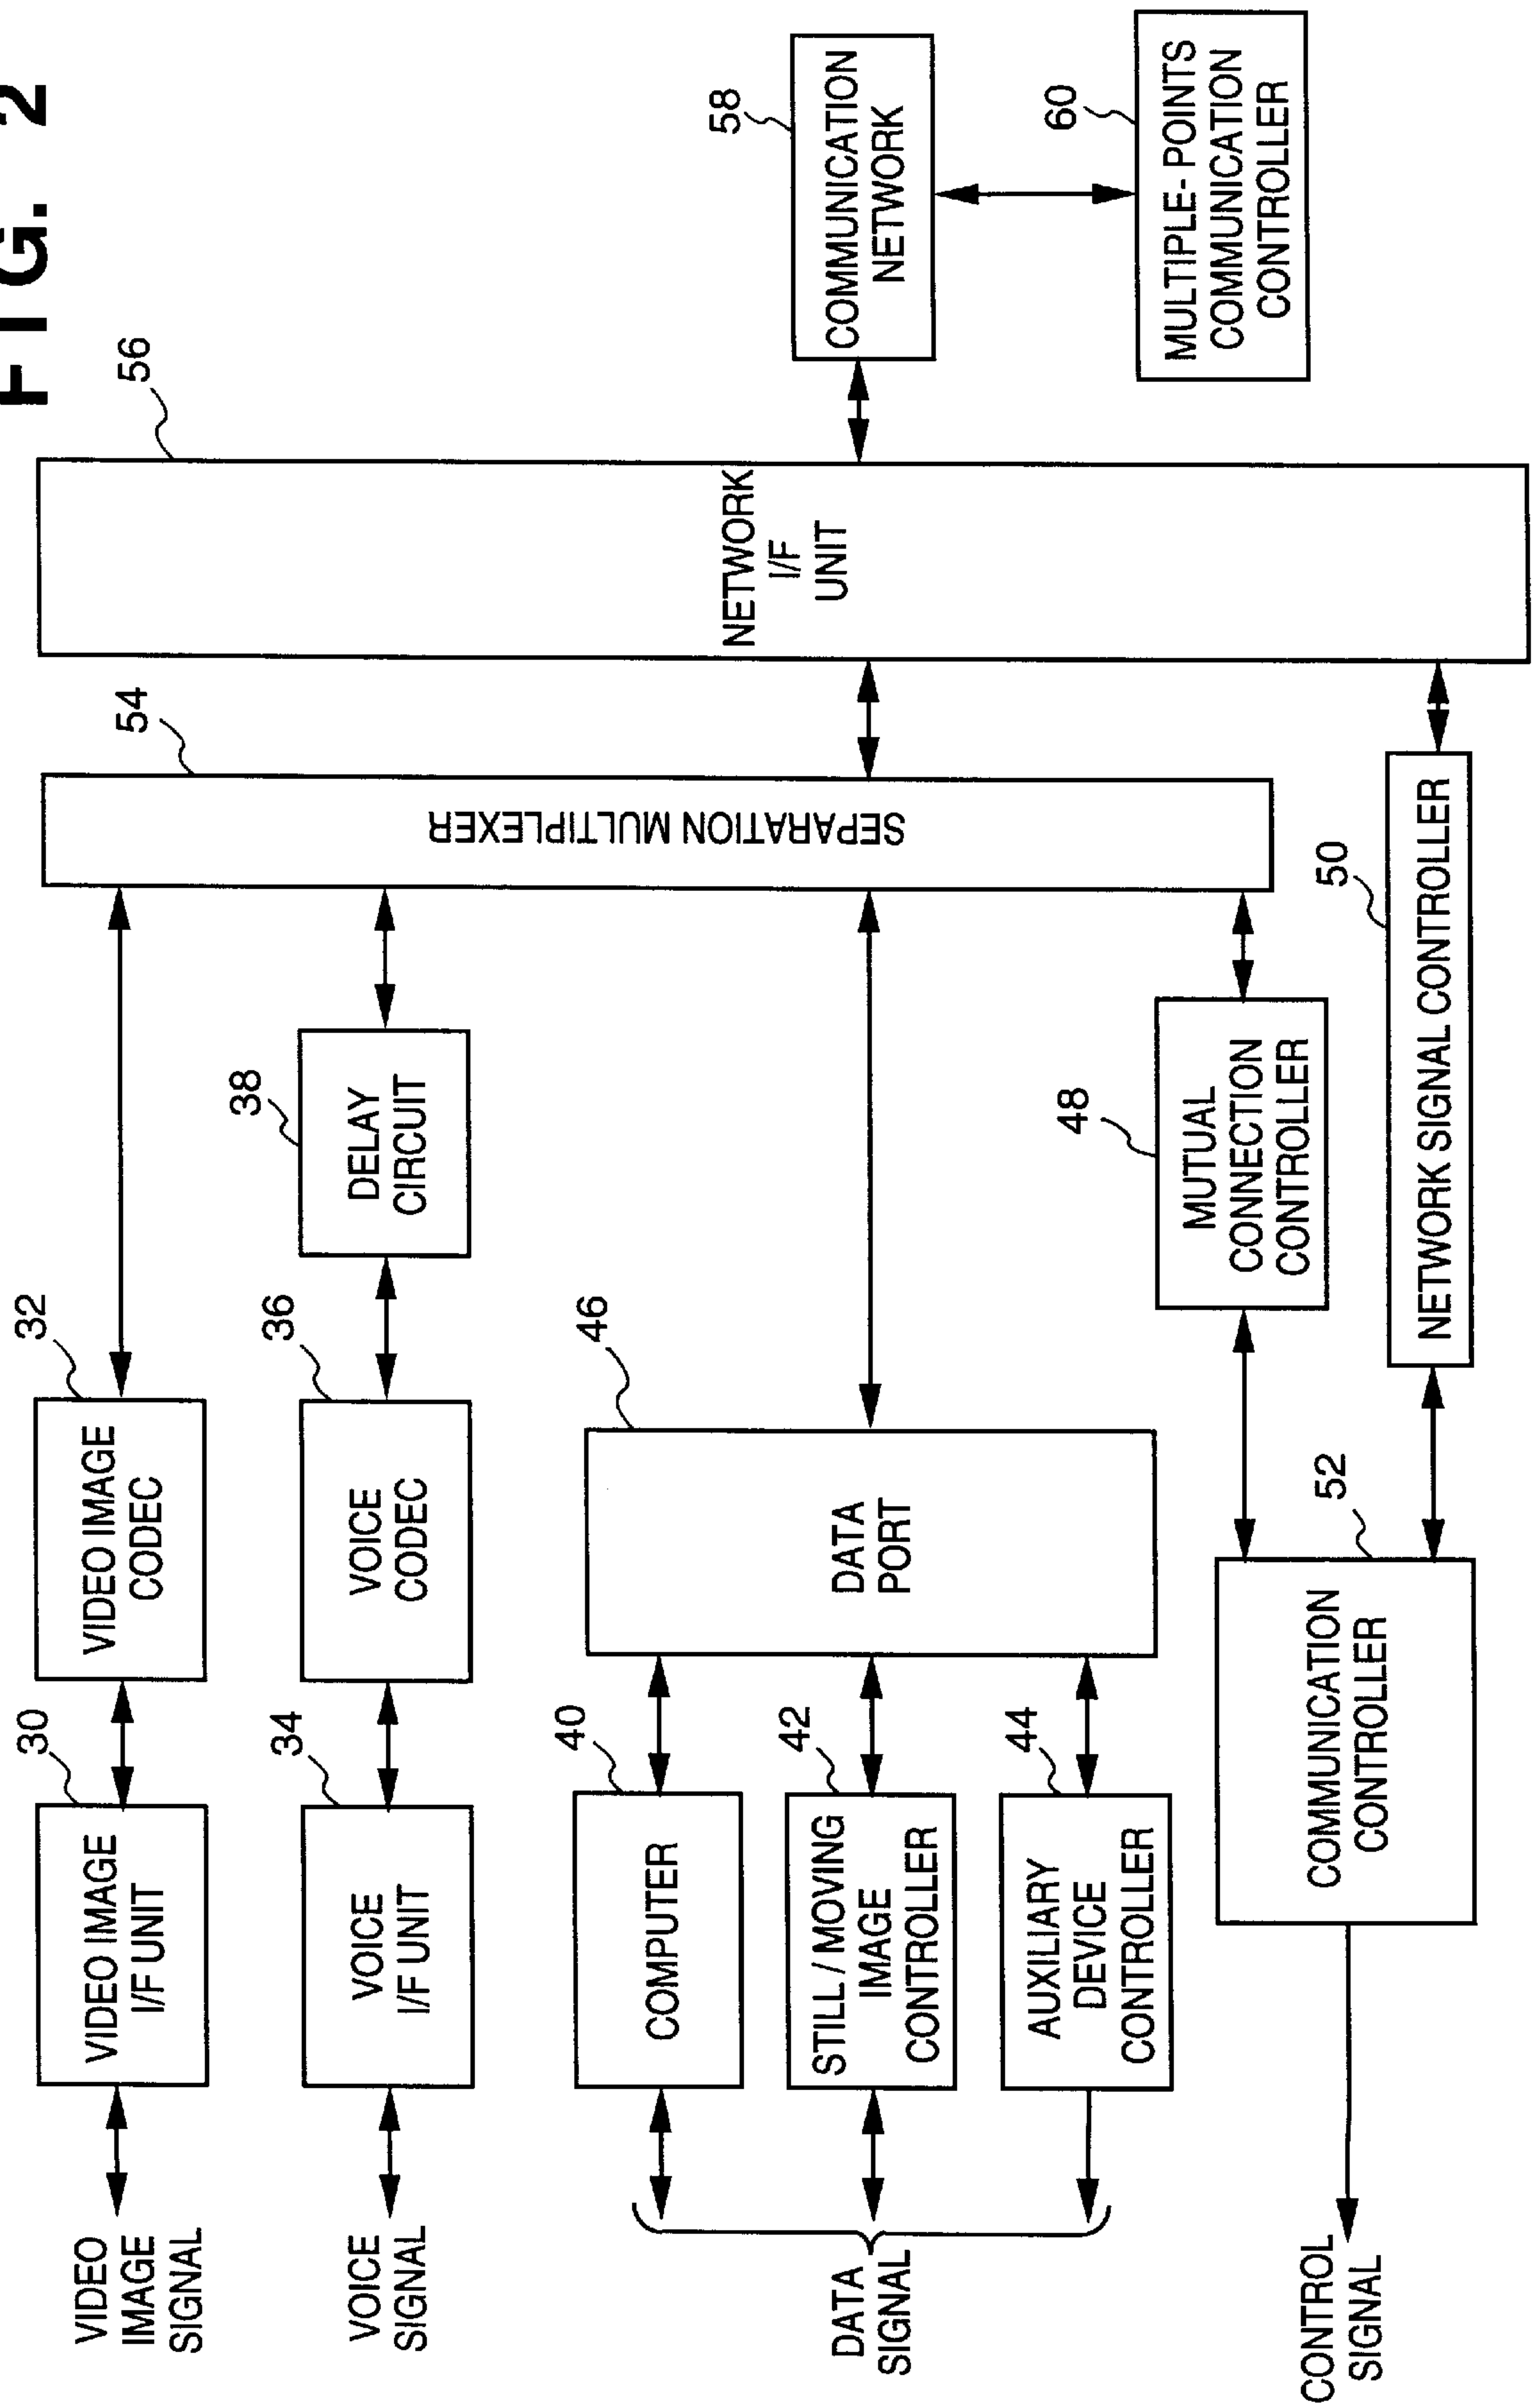 FIG. 2
VIDEO
IMAGE
SIGNAL
30
VIDEO IMAGE
I/F UNIT
32
VIDEO IMAGE
CODEC
VOICE
SIGNAL
34
VOICE
I/F UNIT
36
VOICE
CODEC
38
DELAY
CIRCUIT
DATA
SIGNAL
40
COMPUTER
42
STILL / MOVING
IMAGE
CONTROLLER
44
AUXILIARY
DEVICE
CONTROLLER
46
DATA
PORT
CONTROL
SIGNAL
52
COMMUNICATION
CONTROLLER
48
MUTUAL
CONNECTION
CONTROLLER
50
NETWORK SIGNAL CONTROLLER
54
SEPARATION MULTIPLEXER
56
NETWORK
I/F
UNIT
58
COMMUNICATION
NETWORK
60
MULTIPLE-POINTS
COMMUNICATION
CONTROLLER